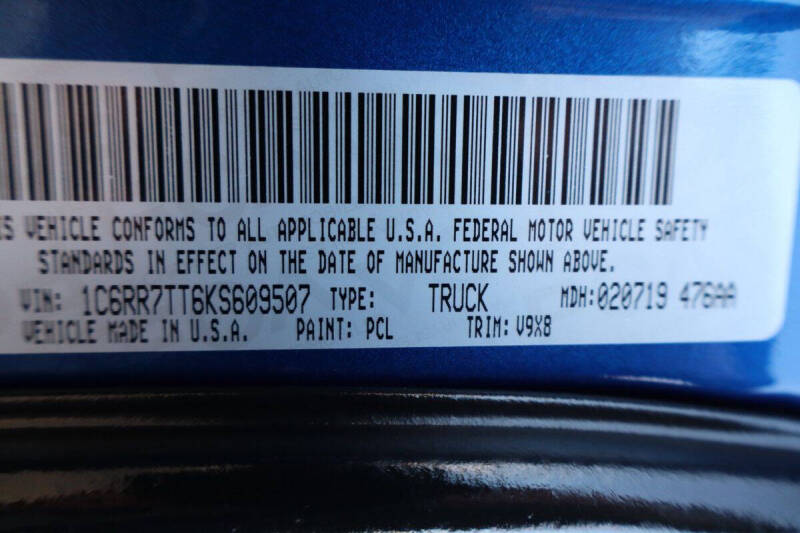 VEHICLE CONFORMS TO ALL APPLICABLE U.S.A. FEDERAL MOTOR VEHICLE SAFETY
STANDARDS IN EFFECT ON THE DATE OF MANUFACTURE SHOWN ABOVE.
VIN: 1C6RR7TT6KS609507 TYPE: TRUCK MDH:020719 476AA
VEHICLE MADE IN U.S.A. PAINT: PCL TRIM: V9X8